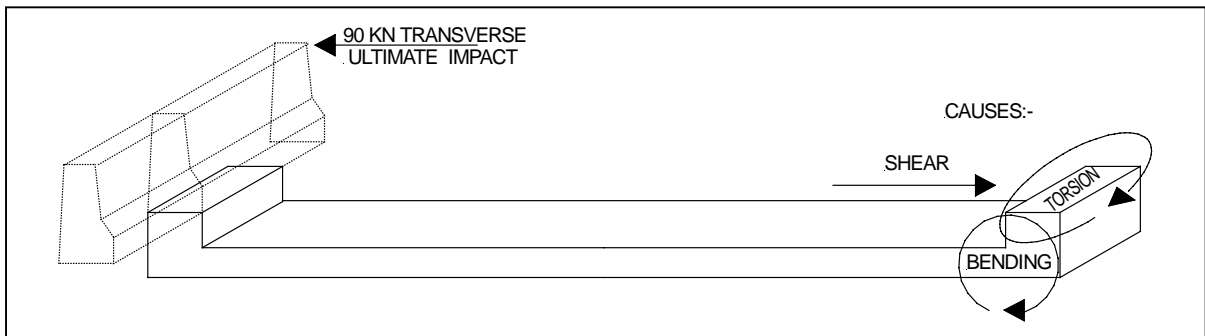 90 KN TRANSVERSE
ULTIMATE IMPACT
CAUSES:-
SHEAR
TORSION
BENDING